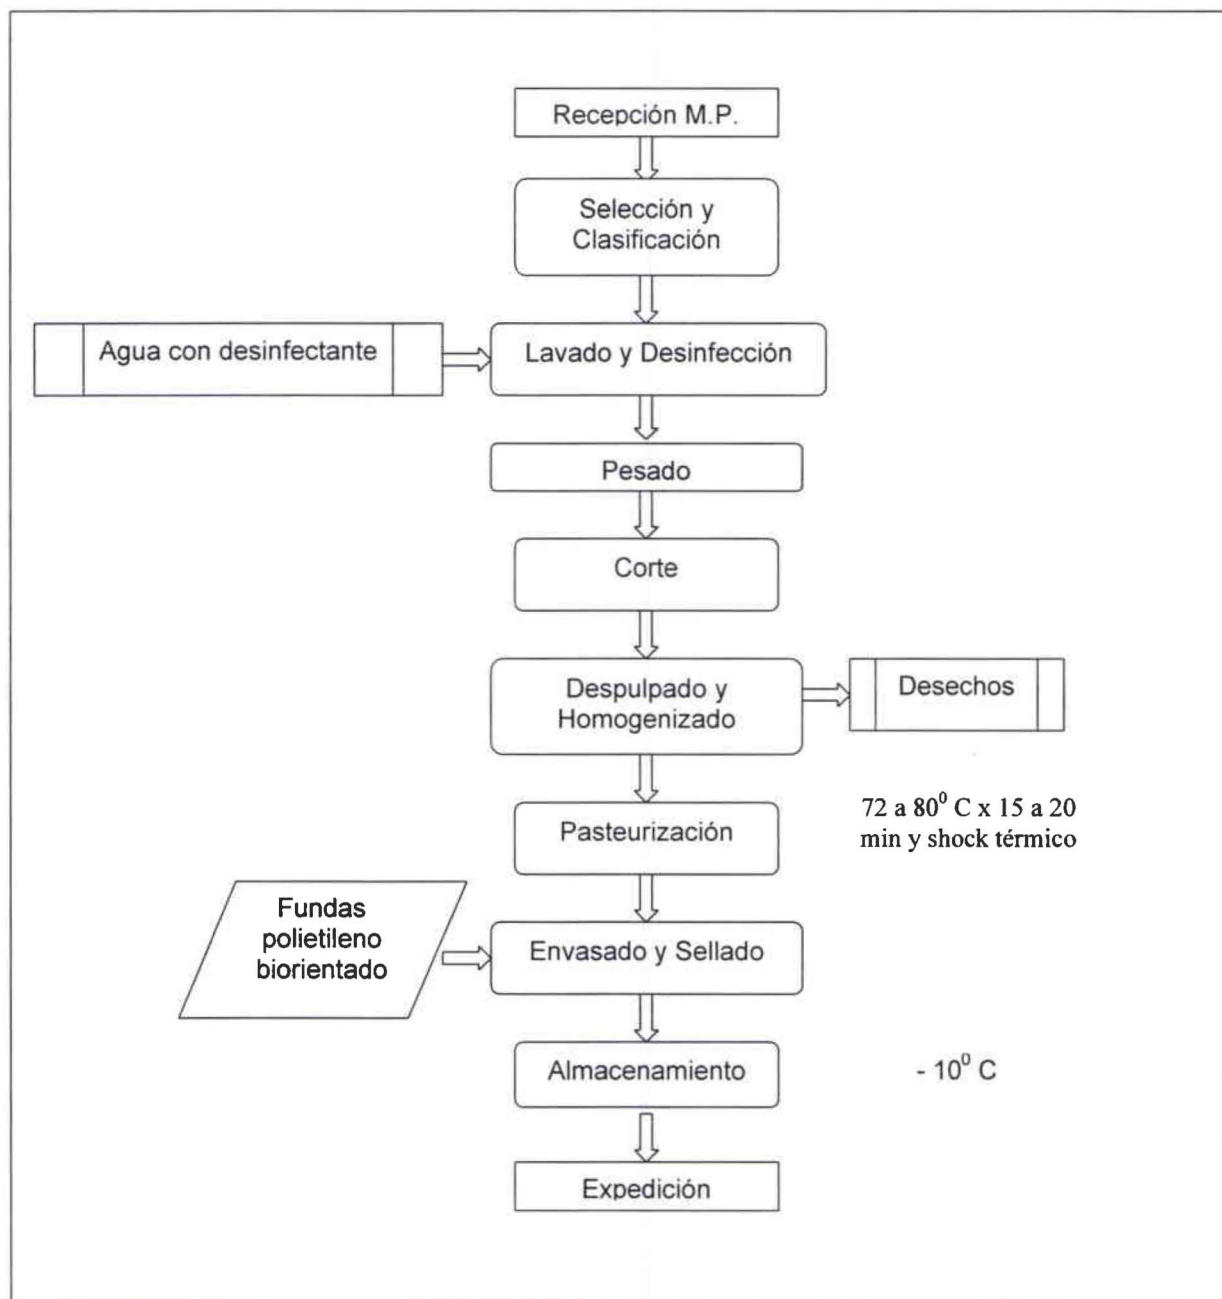 Recepción M.P.
Selección y
Clasificación
Agua con desinfectante
Lavado y Desinfección
Pesado
Corte
Despulpado y
Homogenizado
Desechos
72 a 80⁰ C x 15 a 20
min y shock térmico
Pasteurización
Fundas
polietileno
biorientado
Envasado y Sellado
Almacenamiento
- 10⁰ C
Expedición